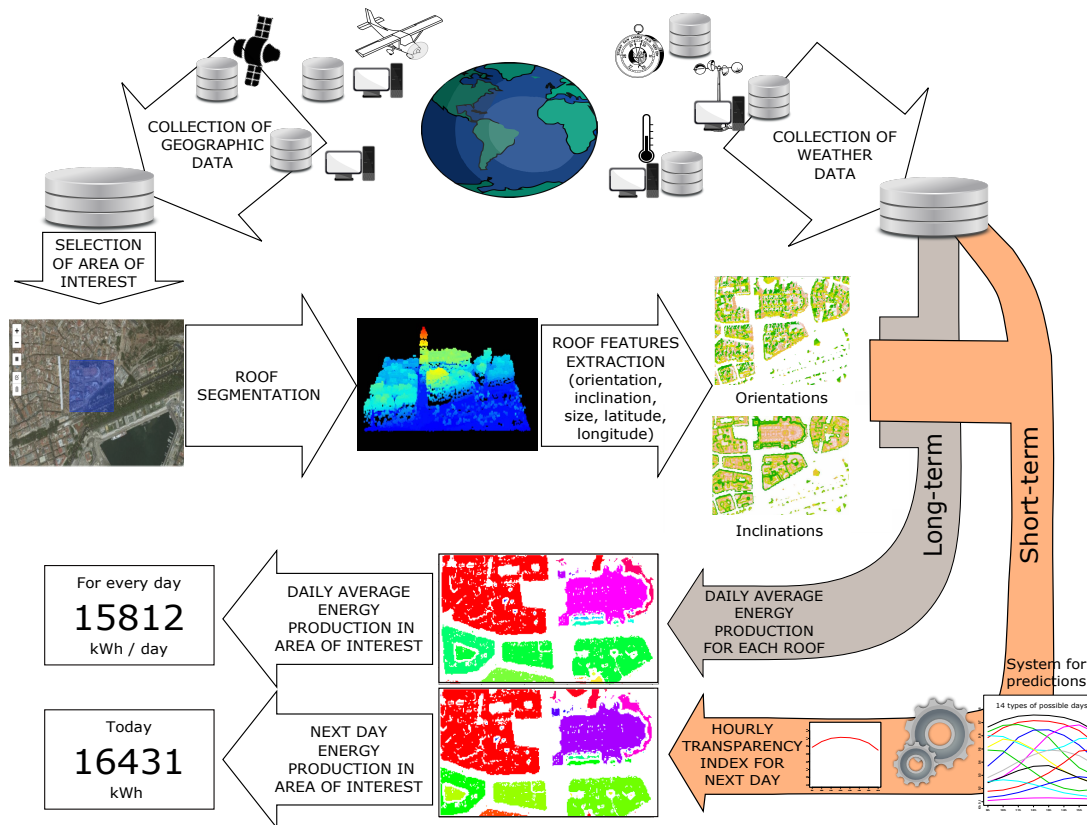 COLLECTION OF
GEOGRAPHIC
DATA
COLLECTION OF
WEATHER
DATA
SELECTION
OF AREA OF
INTEREST
ROOF
SEGMENTATION
ROOF FEATURES
EXTRACTION
(orientation,
inclination,
size, latitude,
longitude)
Orientations
Inclinations
Long-term
Short-term
For every day
15812
kWh / day
DAILY AVERAGE
ENERGY
PRODUCTION IN
AREA OF INTEREST
DAILY AVERAGE
ENERGY
PRODUCTION
FOR EACH ROOF
System for
predictions
14 types of possible days
Today
16431
kWh
NEXT DAY
ENERGY
PRODUCTION IN
AREA OF INTEREST
HOURLY
TRANSPARENCY
INDEX FOR
NEXT DAY